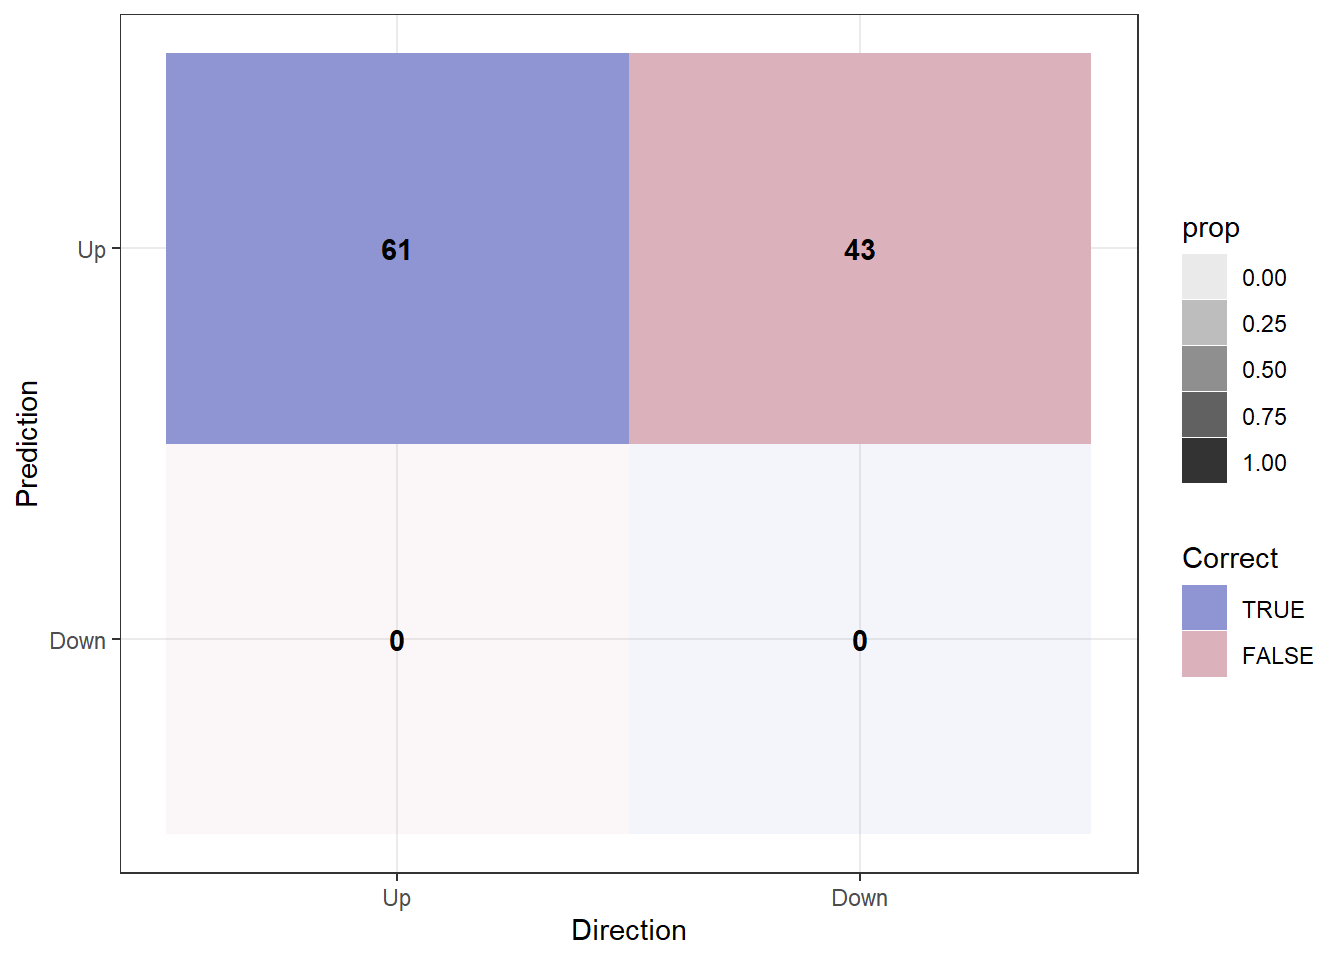 Prediction
Up
Down
61
43
0
0
Up
Down
Direction
prop
0.00
0.25
0.50
0.75
1.00
Correct
TRUE
FALSE